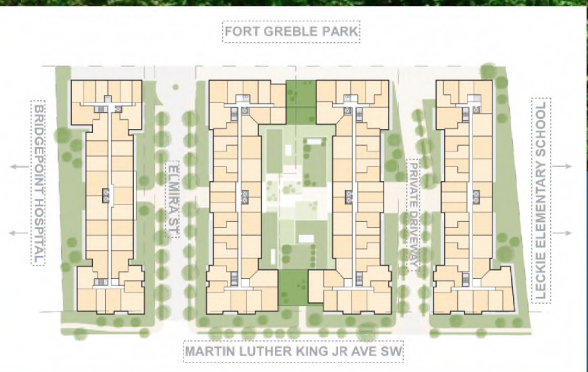 FORT GREBLE PARK
BRIDGEPOINT HOSPITAL
ELMIRA ST.
PRIVATE DRIVEWAY
LECKIE ELEMENTARY SCHOOL
MARTIN LUTHER KING JR AVE SW